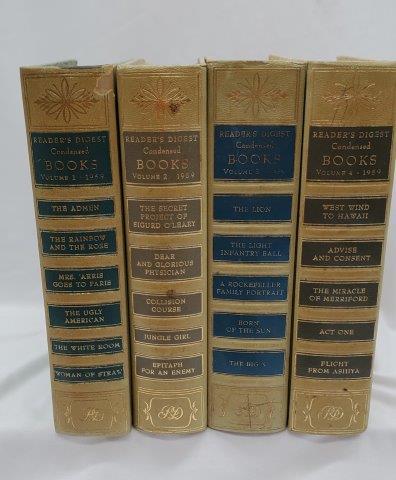 READER'S DIGEST
Condensed
BOOKS
VOLUME 1 - 1959
THE ADMEN
THE RAINBOW
AND THE ROSE
MRS. 'ARRIS
GOES TO PARIS
THE UGLY
AMERICAN
THE WHITE ROOM
WOMAN OF STRAW
RD
READER'S DIGEST
Condensed
BOOKS
VOLUME 2 - 1959
THE SECRET
PROJECT OF
SIGURD O'LEARY
DEAR
AND GLORIOUS
PHYSICIAN
COLLISION
COURSE
JUNGLE GIRL
EPITAPH
FOR AN ENEMY
RD
READER'S DIGEST
Condensed
BOOKS
VOLUME 3
THE LION
THE LIGHT
INFANTRY BALL
A ROCKEFELLER
FAMILY PORTRAIT
BORN
OF THE SUN
THE BIG X
RD
READER'S DIGEST
Condensed
BOOKS
VOLUME 4 - 1959
WEST WIND
TO HAWAII
ADVISE
AND CONSENT
THE MIRACLE OF
MERRIFORD
ACT ONE
FLIGHT
FROM ASHIYA
RD